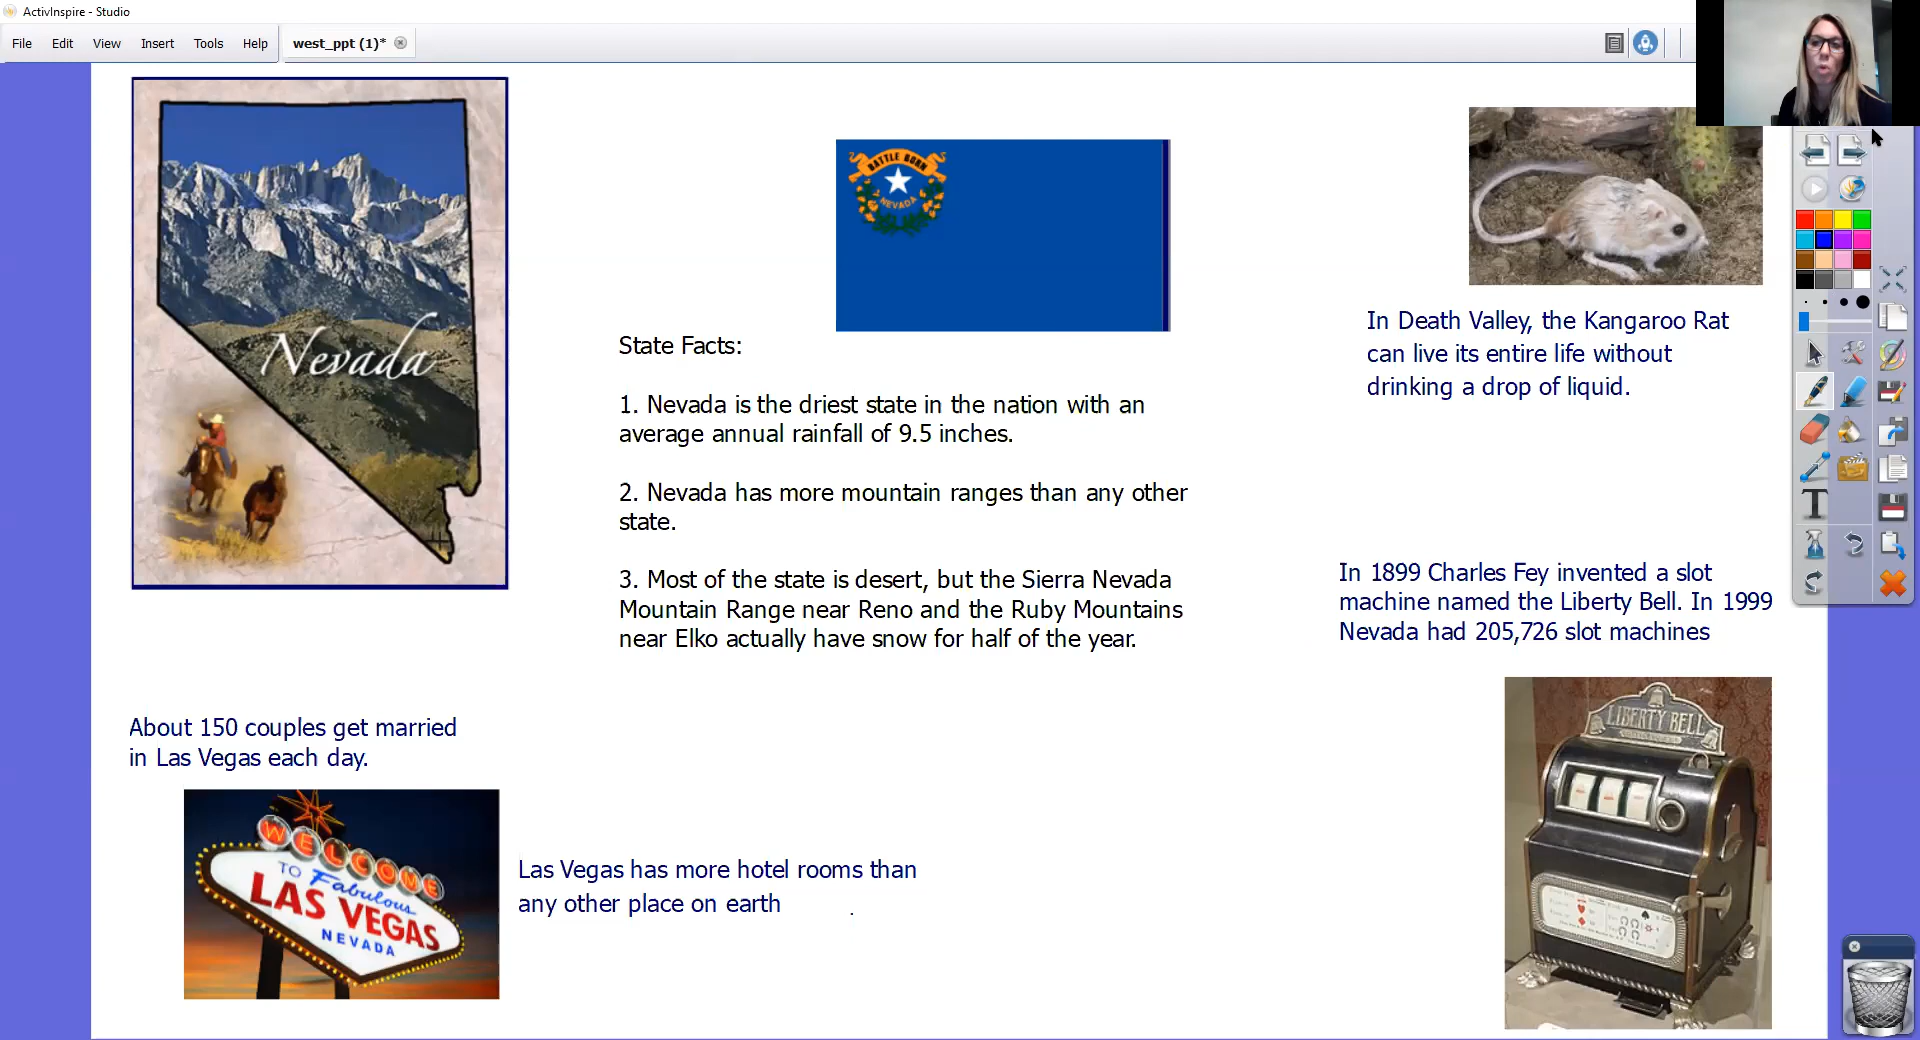 ActivInspire - Studio
File Edit View Insert Tools Help west_ppt (1)*
Nevada
BATTLE BORN
NEVADA
State Facts:
1. Nevada is the driest state in the nation with an
average annual rainfall of 9.5 inches.
2. Nevada has more mountain ranges than any other
state.
3. Most of the state is desert, but the Sierra Nevada
Mountain Range near Reno and the Ruby Mountains
near Elko actually have snow for half of the year.
In Death Valley, the Kangaroo Rat
can live its entire life without
drinking a drop of liquid.
In 1899 Charles Fey invented a slot
machine named the Liberty Bell. In 1999
Nevada had 205,726 slot machines
LIBERTY BELL
About 150 couples get married
in Las Vegas each day.
WELCOME
TO Fabulous
LAS VEGAS
NEVADA
Las Vegas has more hotel rooms than
any other place on earth .
T